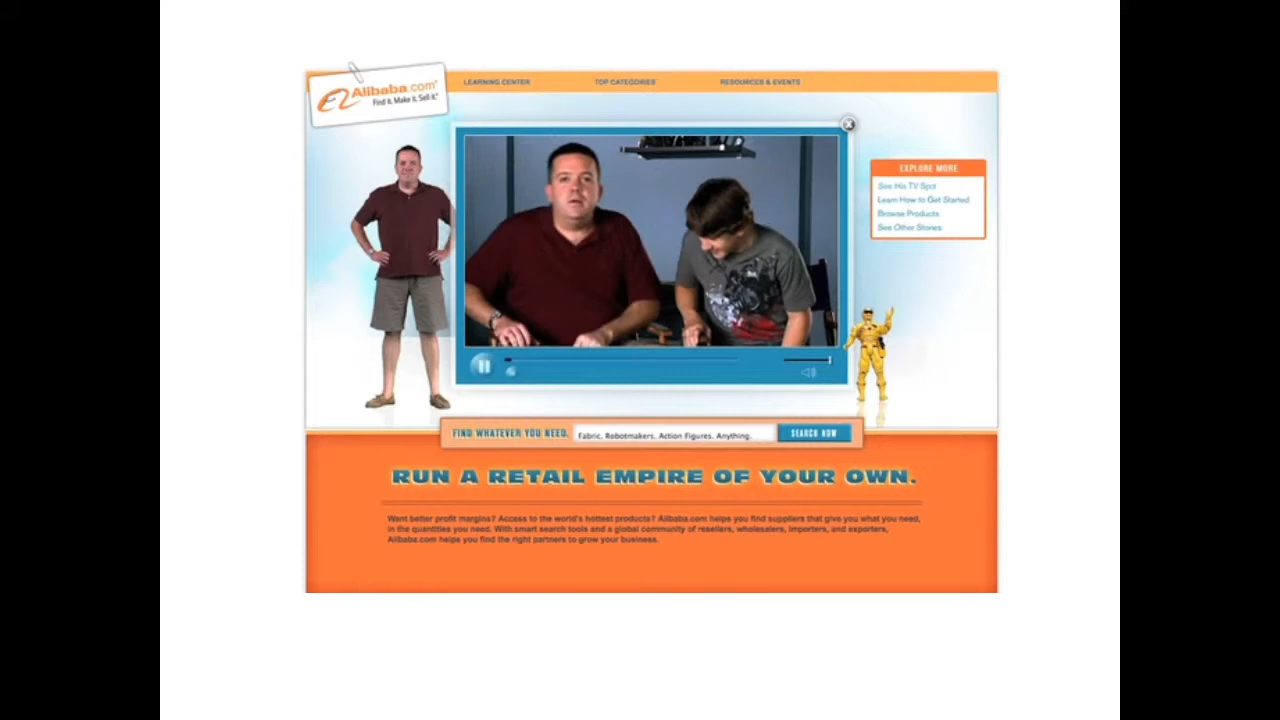 Alibaba.com®
Find it. Make it. Sell it.™
LEARNING CENTER
TOP CATEGORIES
RESOURCES & EVENTS
EXPLORE MORE
See His TV Spot
Learn How to Get Started
Browse Products
See Other Stories
FIND WHATEVER YOU NEED.
Fabric. Robotmakers. Action Figures. Anything.
SEARCH NOW
RUN A RETAIL EMPIRE OF YOUR OWN.
Want better profit margins? Access to the world's hottest products? Alibaba.com helps you find suppliers that give you what you need,
in the quantities you need. With smart search tools and a global community of resellers, wholesalers, importers, and exporters,
Alibaba.com helps you find the right partners to grow your business.